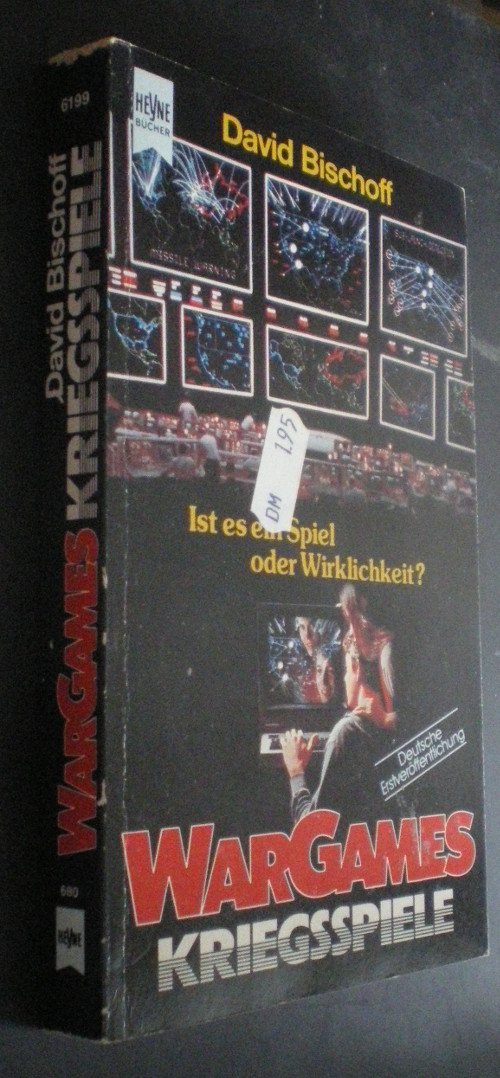 6199
David Bischoff
WARGAMES KRIEGSSPIELE
680
HEYNE
HEYNE
BÜCHER
David Bischoff
MISSILE WARNING
DM 1.95
Ist es ein Spiel
oder Wirklichkeit?
Deutsche
Erstveröffentlichung
WARGAMES
KRIEGSSPIELE